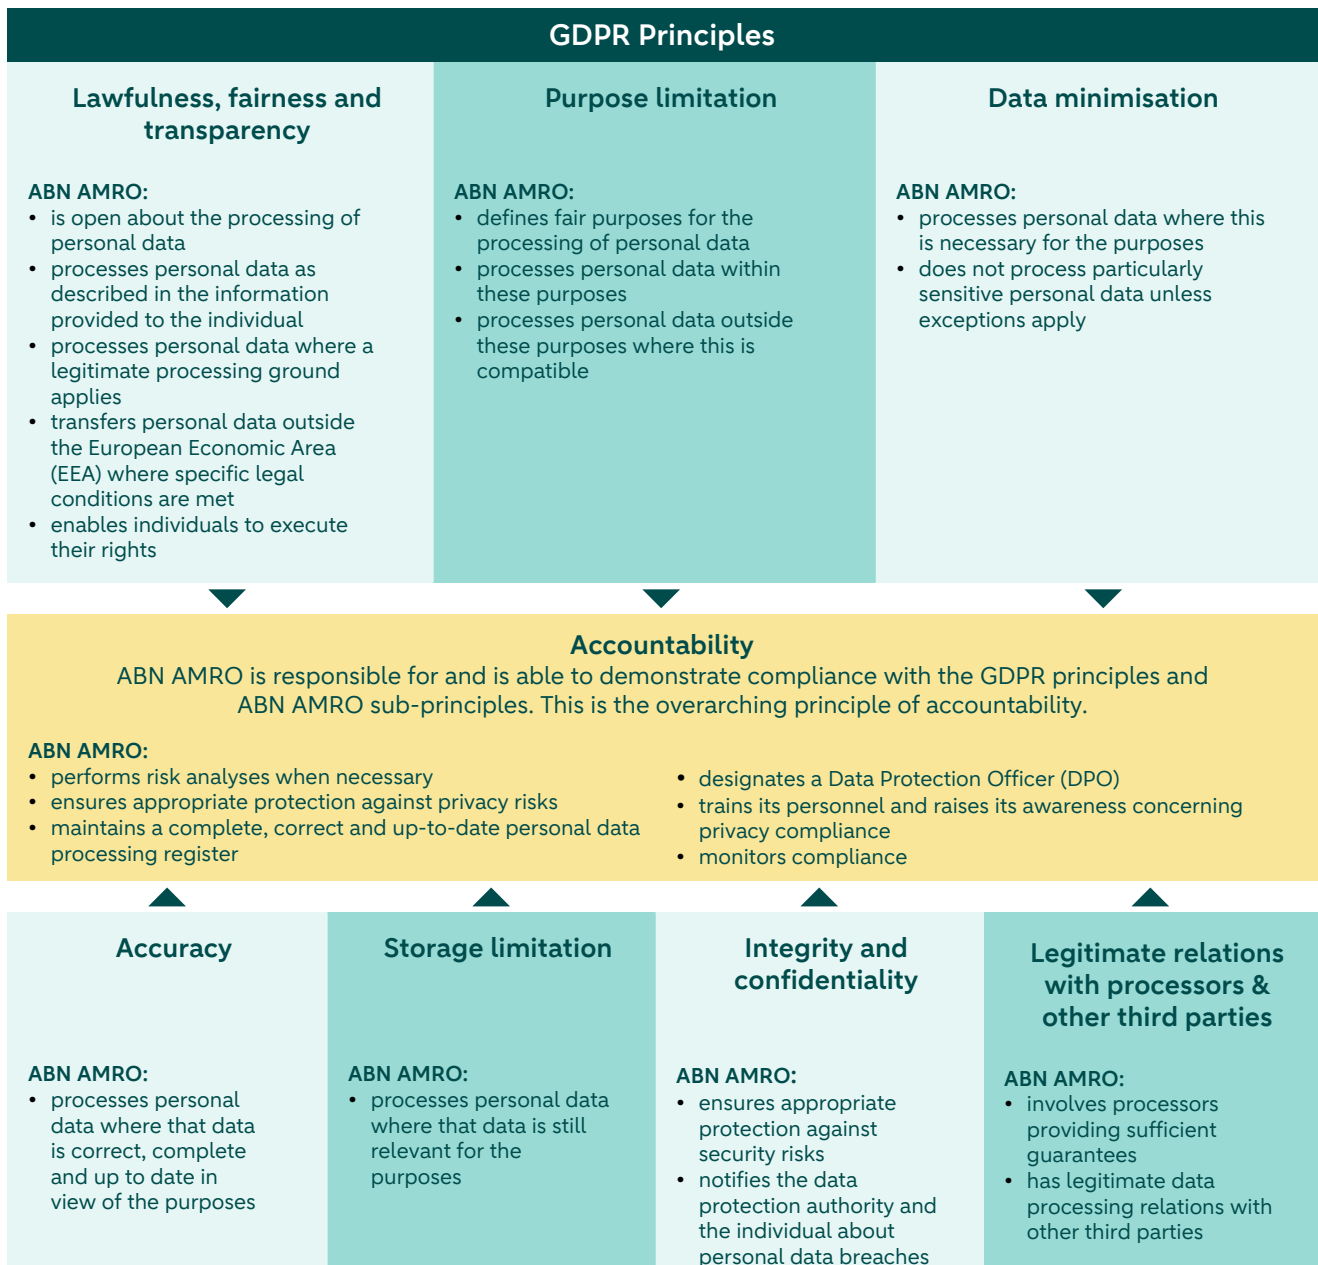 GDPR Principles
Lawfulness, fairness and
transparency
ABN AMRO:
• is open about the processing of
personal data
• processes personal data as
described in the information
provided to the individual
• processes personal data where a
legitimate processing ground
applies
• transfers personal data outside
the European Economic Area
(EEA) where specific legal
conditions are met
• enables individuals to execute
their rights
Purpose limitation
ABN AMRO:
• defines fair purposes for the
processing of personal data
• processes personal data within
these purposes
• processes personal data outside
these purposes where this is
compatible
Data minimisation
ABN AMRO:
• processes personal data where this
is necessary for the purposes
• does not process particularly
sensitive personal data unless
exceptions apply
Accountability
ABN AMRO is responsible for and is able to demonstrate compliance with the GDPR principles and
ABN AMRO sub-principles. This is the overarching principle of accountability.
ABN AMRO:
• performs risk analyses when necessary
• ensures appropriate protection against privacy risks
• maintains a complete, correct and up-to-date personal data
processing register
• designates a Data Protection Officer (DPO)
• trains its personnel and raises its awareness concerning
privacy compliance
• monitors compliance
Accuracy
ABN AMRO:
• processes personal
data where that data
is correct, complete
and up to date in
view of the purposes
Storage limitation
ABN AMRO:
• processes personal data
where that data is still
relevant for the
purposes
Integrity and
confidentiality
ABN AMRO:
• ensures appropriate
protection against
security risks
• notifies the data
protection authority and
the individual about
personal data breaches
Legitimate relations
with processors &
other third parties
ABN AMRO:
• involves processors
providing sufficient
guarantees
• has legitimate data
processing relations with
other third parties